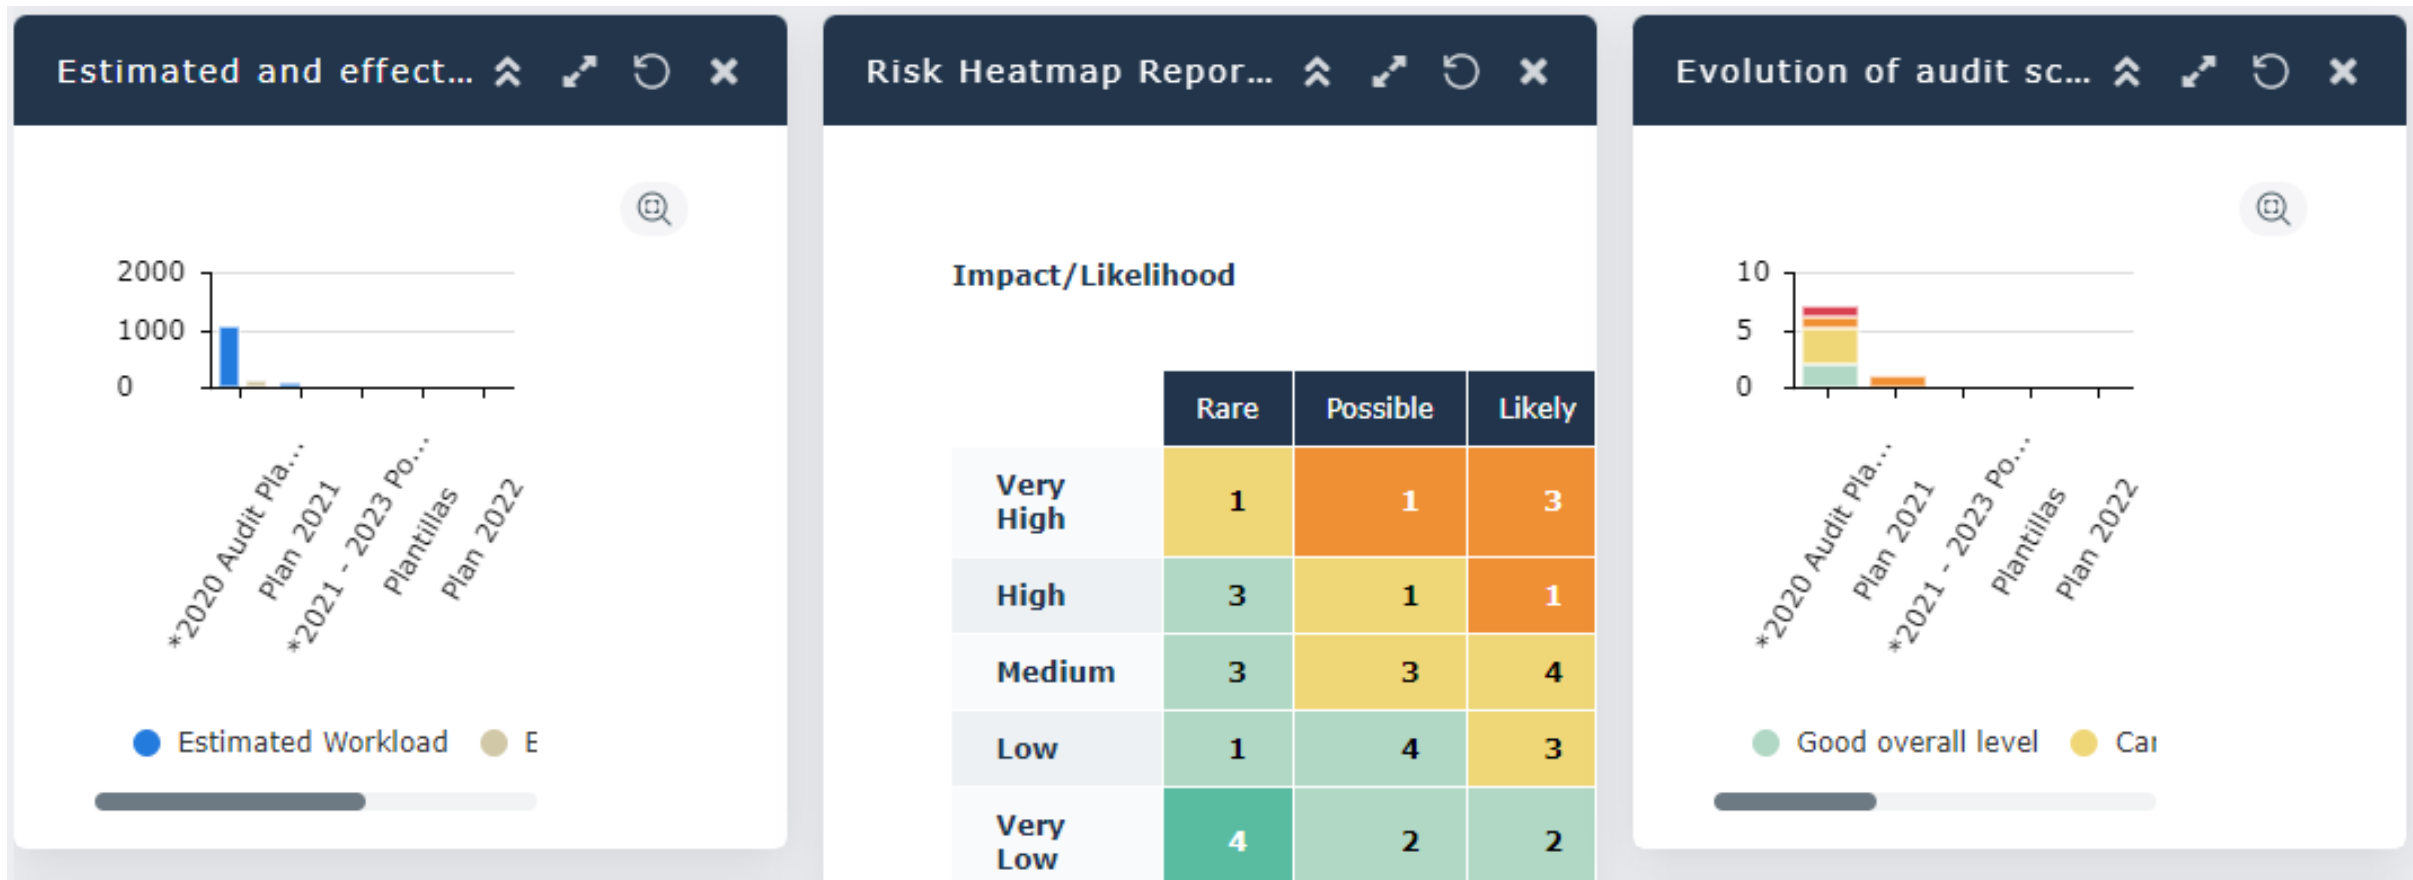 Estimated and effect...
2000
1000
0
*2020 Audit Pla...
Plan 2021
*2021 - 2023 Po...
Plantillas
Plan 2022
Estimated Workload
E
Risk Heatmap Repor...
Impact/Likelihood
Rare Possible Likely
Very
High
1 1 3
High 3 1 1
Medium 3 3 4
Low 1 4 3
Very
Low
4 2 2
Evolution of audit sc...
10
5
0
*2020 Audit Pla...
Plan 2021
*2021 - 2023 Po...
Plantillas
Plan 2022
Good overall level